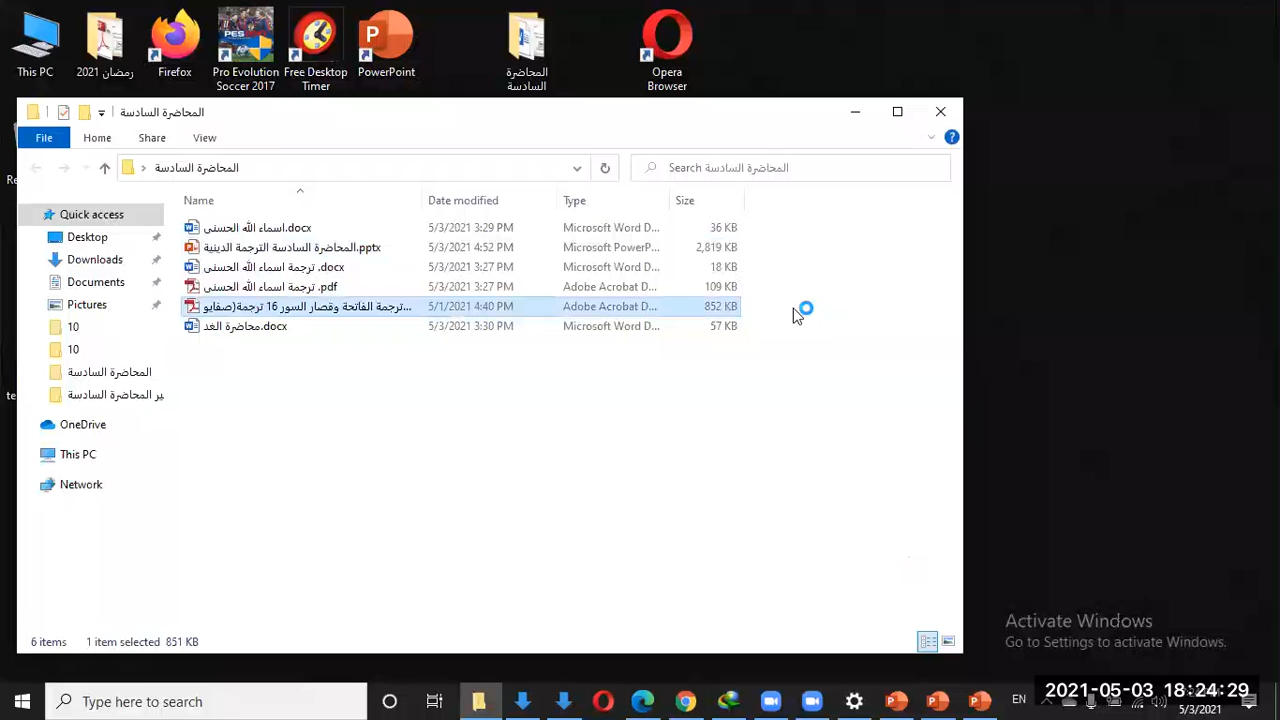 This PC
رمضان 2021
Firefox
Pro Evolution
Soccer 2017
Free Desktop
Timer
PowerPoint
المحاضرة
السادسة
Opera
Browser
المحاضرة السادسة
File
Home
Share
View
المحاضرة السادسة
Search المحاضرة السادسة
Name
Date modified
Type
Size
اسماء الله الحسنى.docx
5/3/2021 3:29 PM
Microsoft Word D...
36 KB
المحاضرة السادسة الترجمة الدينية.pptx
5/3/2021 4:52 PM
Microsoft PowerP...
2,819 KB
ترجمة اسماء الله الحسنى .docx
5/3/2021 3:27 PM
Microsoft Word D...
18 KB
ترجمة اسماء الله الحسنى .pdf
5/3/2021 3:27 PM
Adobe Acrobat D...
109 KB
ترجمة الفاتحة وقصار السور 16 ترجمة(صفايو...
5/1/2021 4:40 PM
Adobe Acrobat D...
852 KB
محاضرة الغد.docx
5/3/2021 3:30 PM
Microsoft Word D...
57 KB
Quick access
Desktop
Downloads
Documents
Pictures
10
10
المحاضرة السادسة
ير المحاضرة السادسة
OneDrive
This PC
Network
6 items
1 item selected 851 KB
Activate Windows
Go to Settings to activate Windows.
Type here to search
EN
2021-05-03 18:24:29
5/3/2021